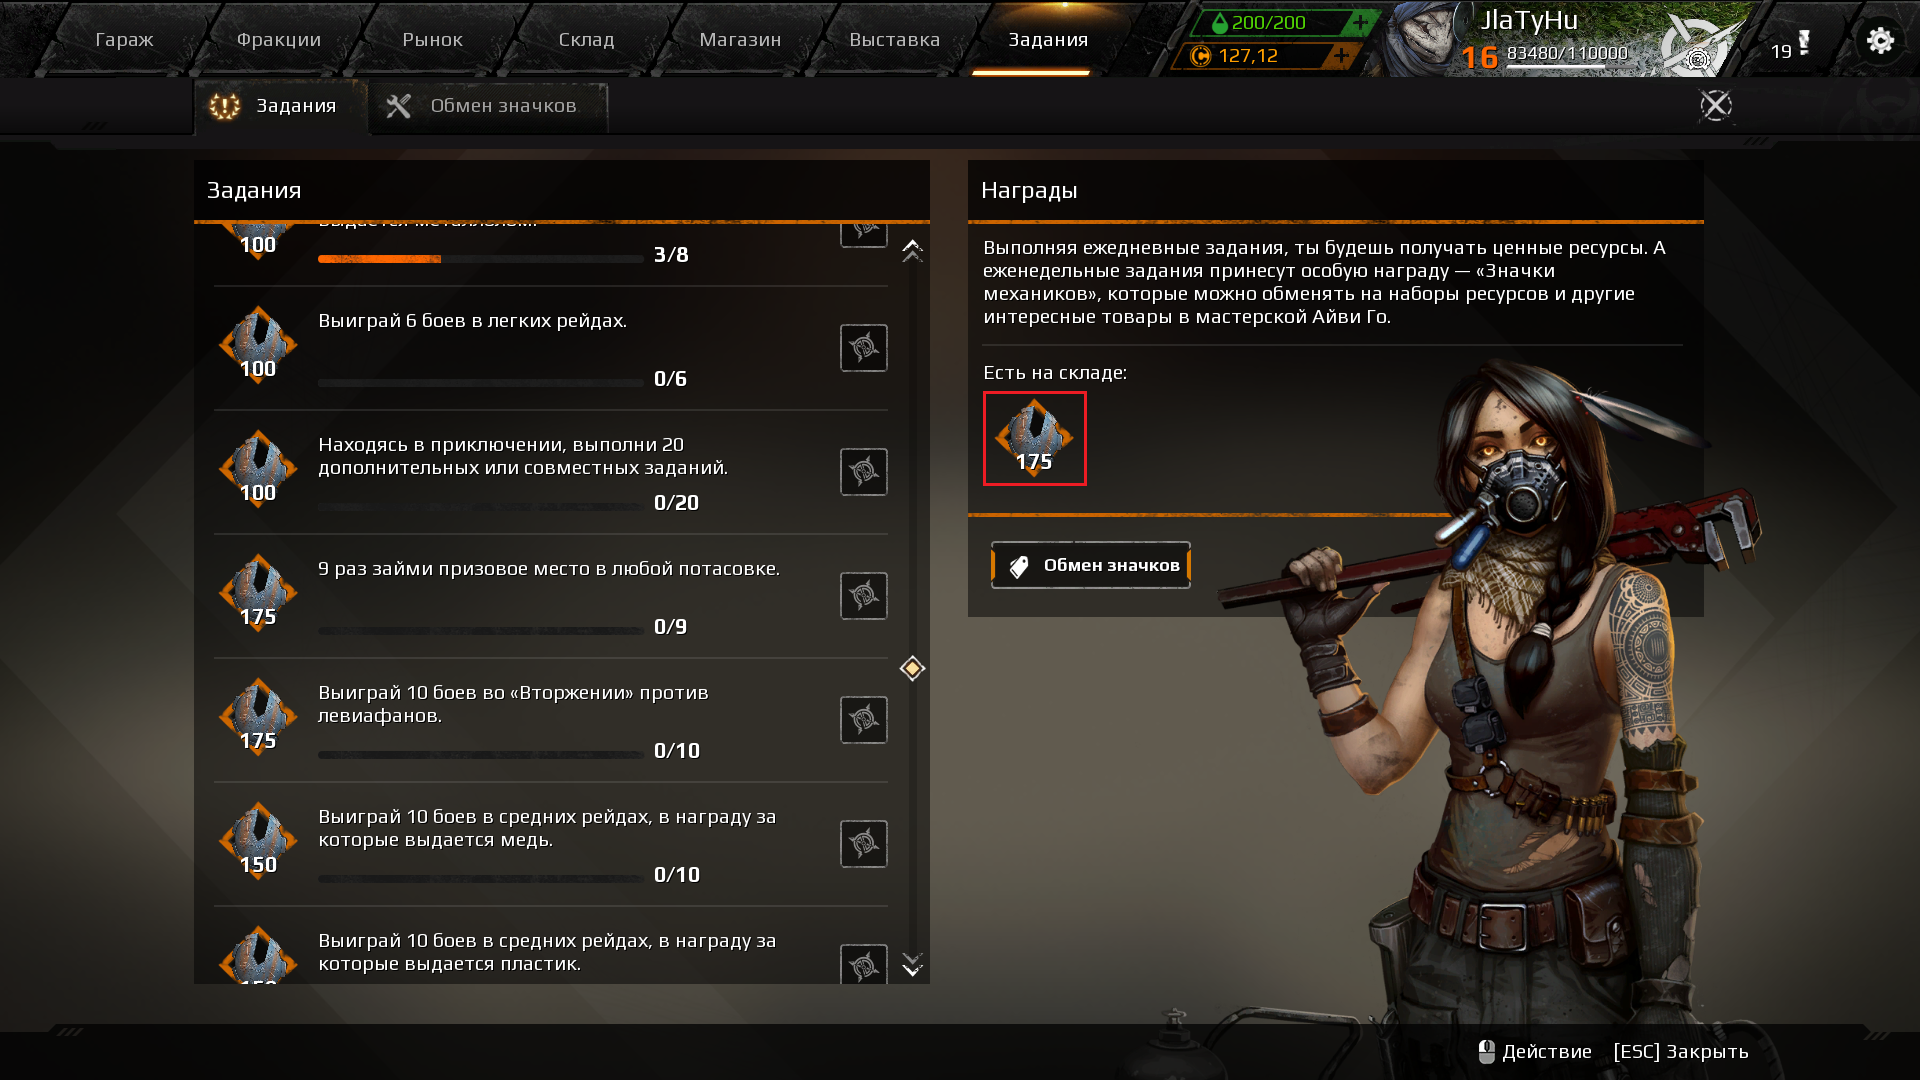 Гараж
Фракции
Рынок
Склад
Магазин
Выставка
Задания
200/200
127,12
JlaTyHu
16 83480/110000
19
Задания
Обмен значков
Задания
100
3/8
Выиграй 6 боев в легких рейдах.
100
0/6
Находясь в приключении, выполни 20
дополнительных или совместных заданий.
100
0/20
9 раз займи призовое место в любой потасовке.
175
0/9
Выиграй 10 боев во «Вторжении» против
левиафанов.
175
0/10
Выиграй 10 боев в средних рейдах, в награду за
которые выдается медь.
150
0/10
Выиграй 10 боев в средних рейдах, в награду за
которые выдается пластик.
Награды
Выполняя ежедневные задания, ты будешь получать ценные ресурсы. А
еженедельные задания принесут особую награду — «Значки
механиков», которые можно обменять на наборы ресурсов и другие
интересные товары в мастерской Айви Го.
Есть на складе:
175
Обмен значков
Действие
[ESC] Закрыть